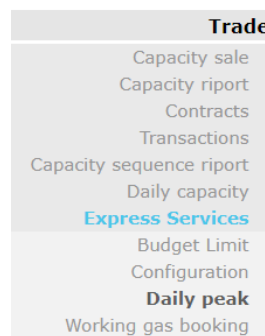 Trade
Capacity sale
Capacity riport
Contracts
Transactions
Capacity sequence riport
Daily capacity
Express Services
Budget Limit
Configuration
Daily peak
Working gas booking